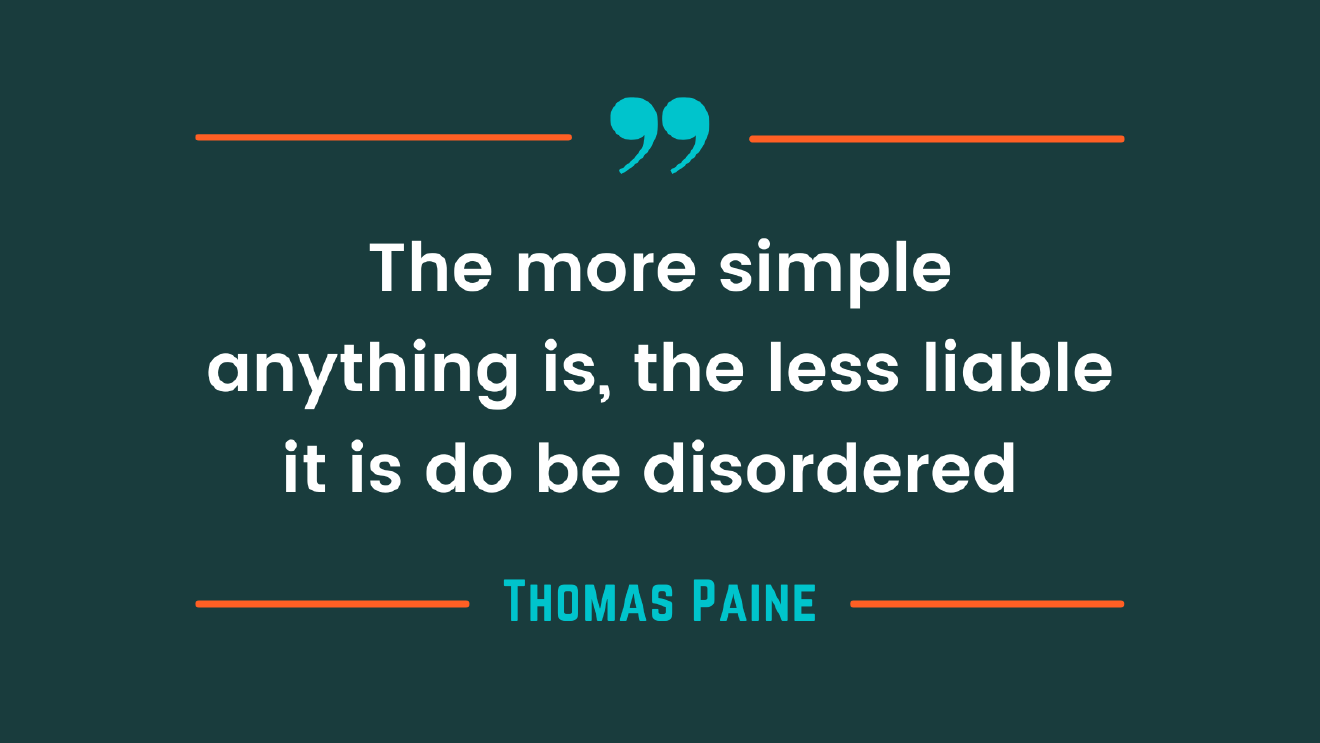 ”
The more simple
anything is, the less liable
it is do be disordered
Thomas Paine